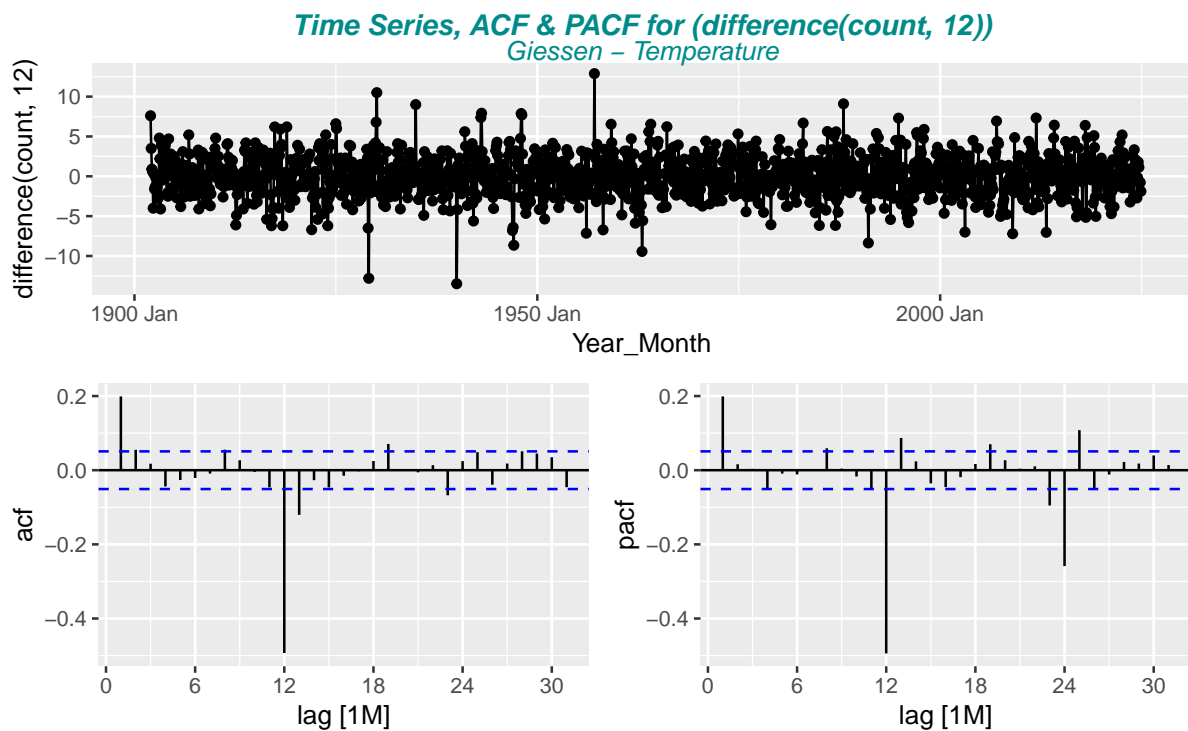 Time Series, ACF & PACF for (difference(count, 12))
Giessen – Temperature
difference(count, 12)
10
5
0
−5
−10
1900 Jan 1950 Jan 2000 Jan
Year_Month
acf
0.2
0.0
−0.2
−0.4
0 6 12 18 24 30
lag [1M]
pacf
0.2
0.0
−0.2
−0.4
0 6 12 18 24 30
lag [1M]